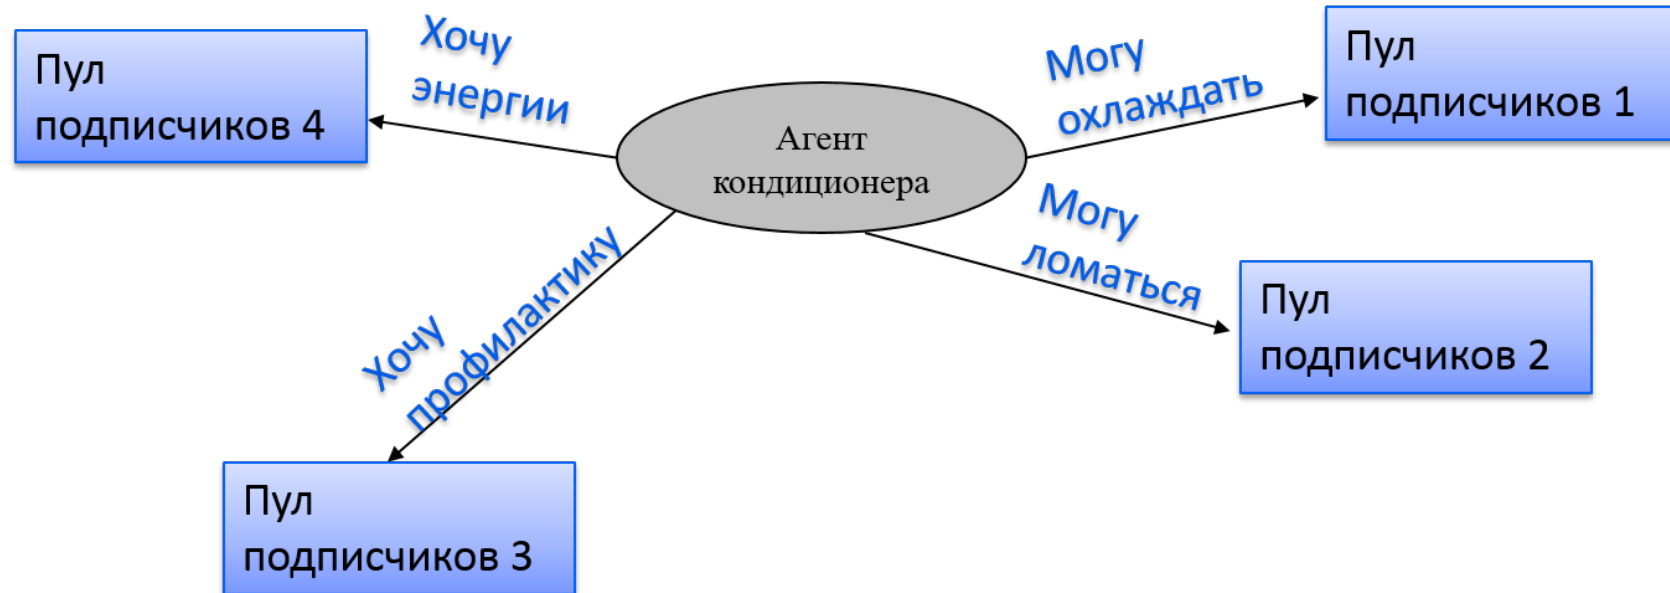 Пул
подписчиков 4
Хочу
энергии
Агент
кондиционера
Могу
охлаждать
Пул
подписчиков 1
Могу
ломаться
Пул
подписчиков 2
Хочу
профилактику
Пул
подписчиков 3